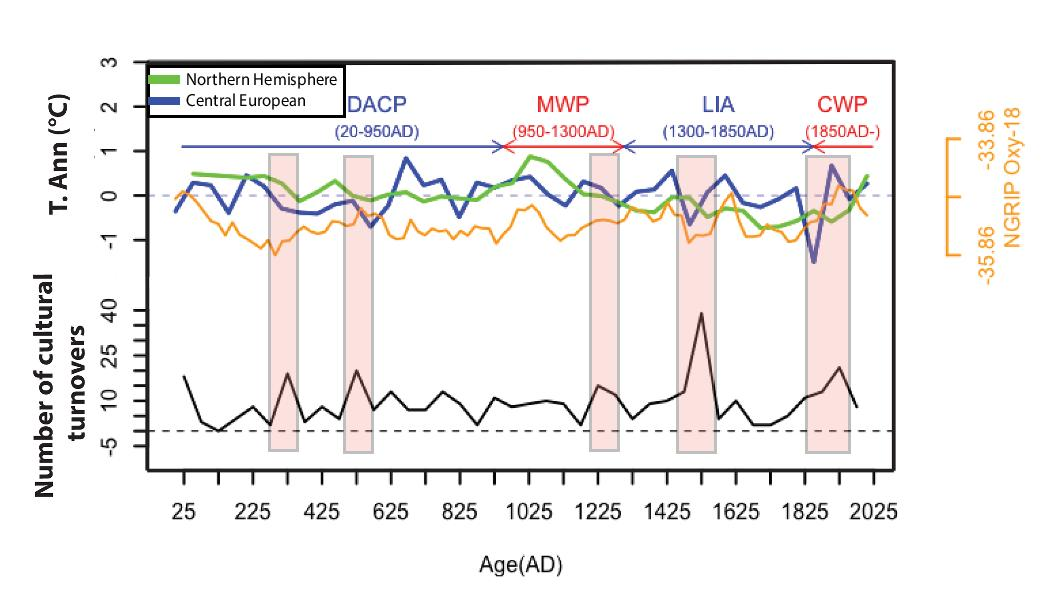 Northern Hemisphere
Central European
DACP
(20-950AD)
MWP
(950-1300AD)
LIA
(1300-1850AD)
CWP
(1850AD-)
T. Ann (°C)
3
2
1
0
-1
Number of cultural
turnovers
40
25
10
-5
-33.86
-35.86
NGRIP Oxy-18
25 225 425 625 825 1025 1225 1425 1625 1825 2025
Age(AD)